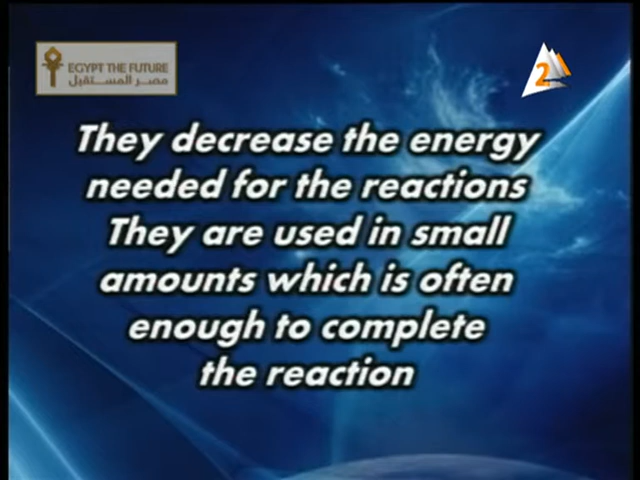 EGYPT THE FUTURE
مصر المستقبل
2
They decrease the energy
needed for the reactions
They are used in small
amounts which is often
enough to complete
the reaction